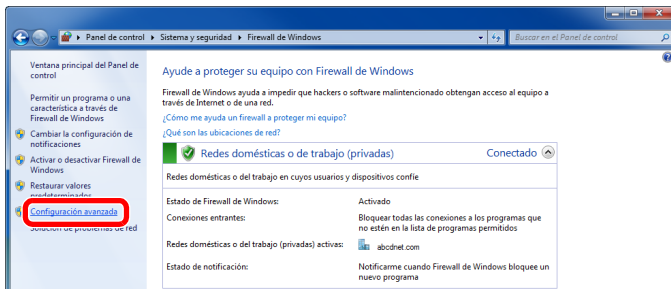 Panel de control ▸ Sistema y seguridad ▸ Firewall de Windows
Buscar en el Panel de control
Ventana principal del Panel de
control
Permitir un programa o una
característica a través de
Firewall de Windows
Cambiar la configuración de
notificaciones
Activar o desactivar Firewall de
Windows
Restaurar valores
predeterminados
Configuración avanzada
Solución de problemas de red
Ayude a proteger su equipo con Firewall de Windows
Firewall de Windows ayuda a impedir que hackers o software malintencionado obtengan acceso al equipo a
través de Internet o de una red.
¿Cómo me ayuda un firewall a proteger mi equipo?
¿Qué son las ubicaciones de red?
Redes domésticas o de trabajo (privadas) Conectado
Redes domésticas o del trabajo en cuyos usuarios y dispositivos confíe
Estado de Firewall de Windows: Activado
Conexiones entrantes: Bloquear todas las conexiones a los programas que
no estén en la lista de programas permitidos
Redes domésticas o del trabajo (privadas) activas: abcdnet.com
Estado de notificación: Notificarme cuando Firewall de Windows bloquee un
nuevo programa